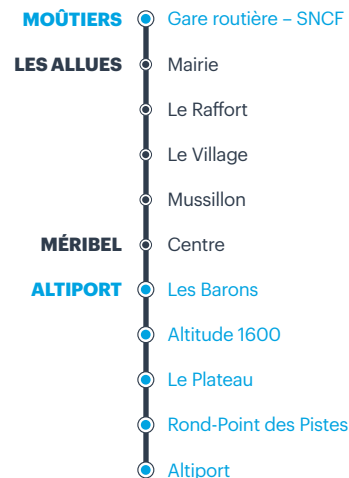 MOÛTIERS Gare routière – SNCF
LES ALLUES Mairie
Le Raffort
Le Village
Mussillon
MÉRIBEL Centre
ALTIPORT Les Barons
Altitude 1600
Le Plateau
Rond-Point des Pistes
Altiport